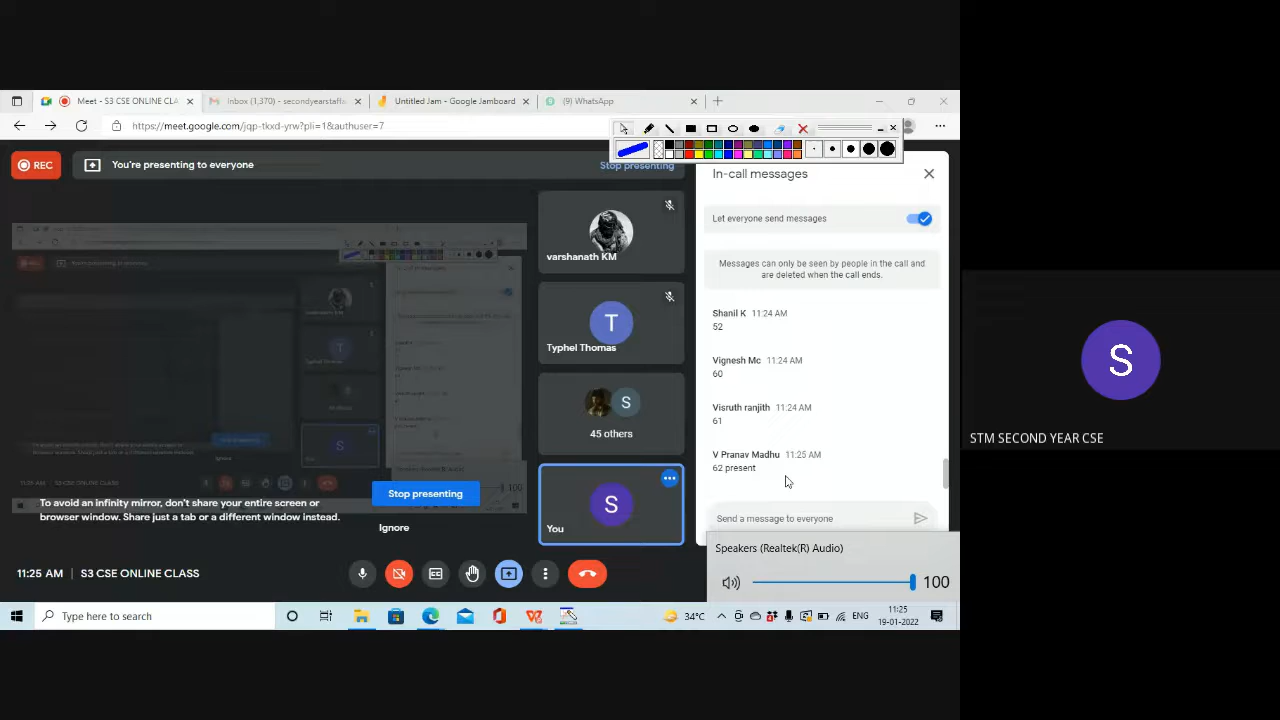 Meet - S3 CSE ONLINE CLA
Inbox (1,370) - secondyearstaffa
Untitled Jam - Google Jamboard
(9) WhatsApp
https://meet.google.com/jqp-tkxd-yrw?pli=1&authuser=7
REC
You're presenting to everyone
Stop presenting
In-call messages
Let everyone send messages
Messages can only be seen by people in the call and
are deleted when the call ends.
Shanil K 11:24 AM
52
Vignesh Mc 11:24 AM
60
Visruth ranjith 11:24 AM
61
V Pranav Madhu 11:25 AM
62 present
Send a message to everyone
varshanath KM
T
Typhel Thomas
S
45 others
S
You
To avoid an infinity mirror, don't share your entire screen or
browser window. Share just a tab or a different window instead.
Stop presenting
Ignore
Speakers (Realtek(R) Audio)
100
11:25 AM | S3 CSE ONLINE CLASS
Type here to search
34°C
ENG
11:25
19-01-2022
S
STM SECOND YEAR CSE